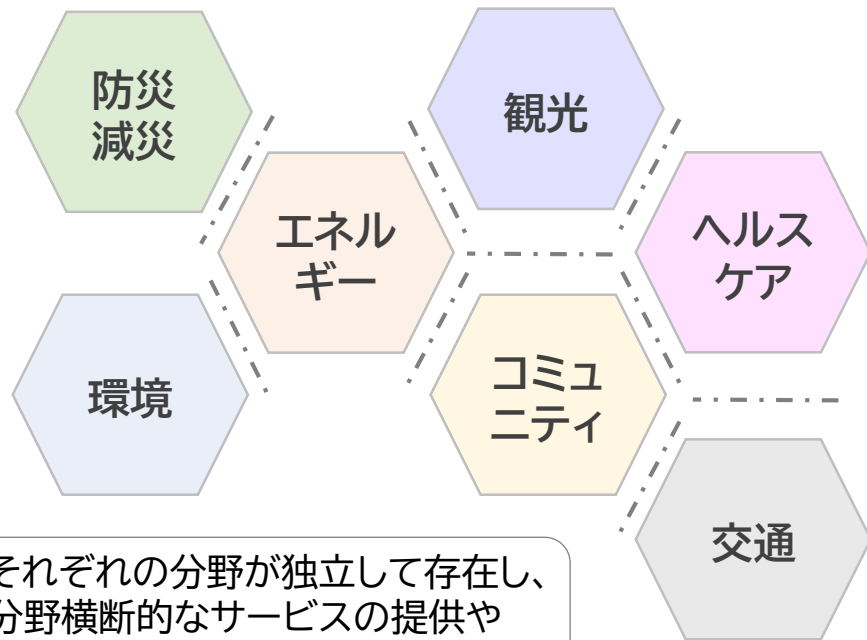 防災
減災
観光
エネル
ギー
ヘルス
ケア
環境
コミュ
ニティ
交通
それぞれの分野が独立して存在し、
分野横断的なサービスの提供や